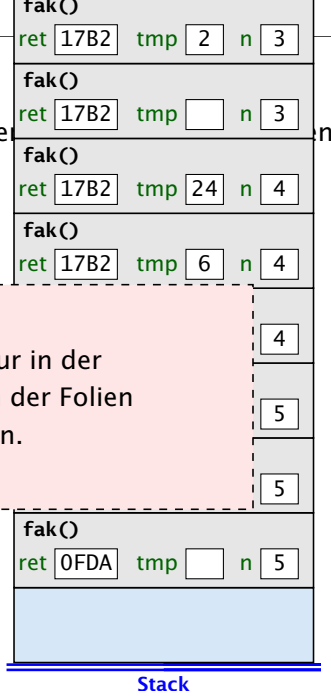 fak()
ret 17B2 tmp 2 n 3
fak()
ret 17B2 tmp n 3
fak()
ret 17B2 tmp 24 n 4
fak()
ret 17B2 tmp 6 n 4
4
ur in der
der Folien
5
n.
5
fak()
ret 0FDA tmp n 5
Stack